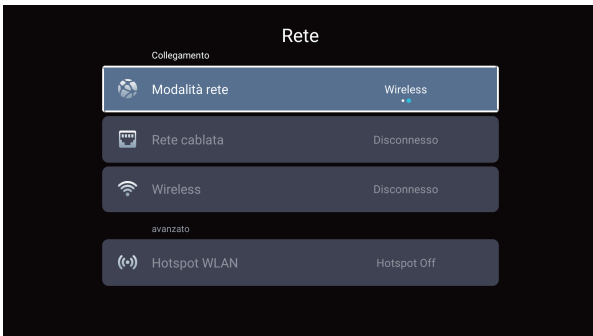 Rete
Collegamento
Modalità rete Wireless
Rete cablata Disconnesso
Wireless Disconnesso
avanzato
Hotspot WLAN Hotspot Off